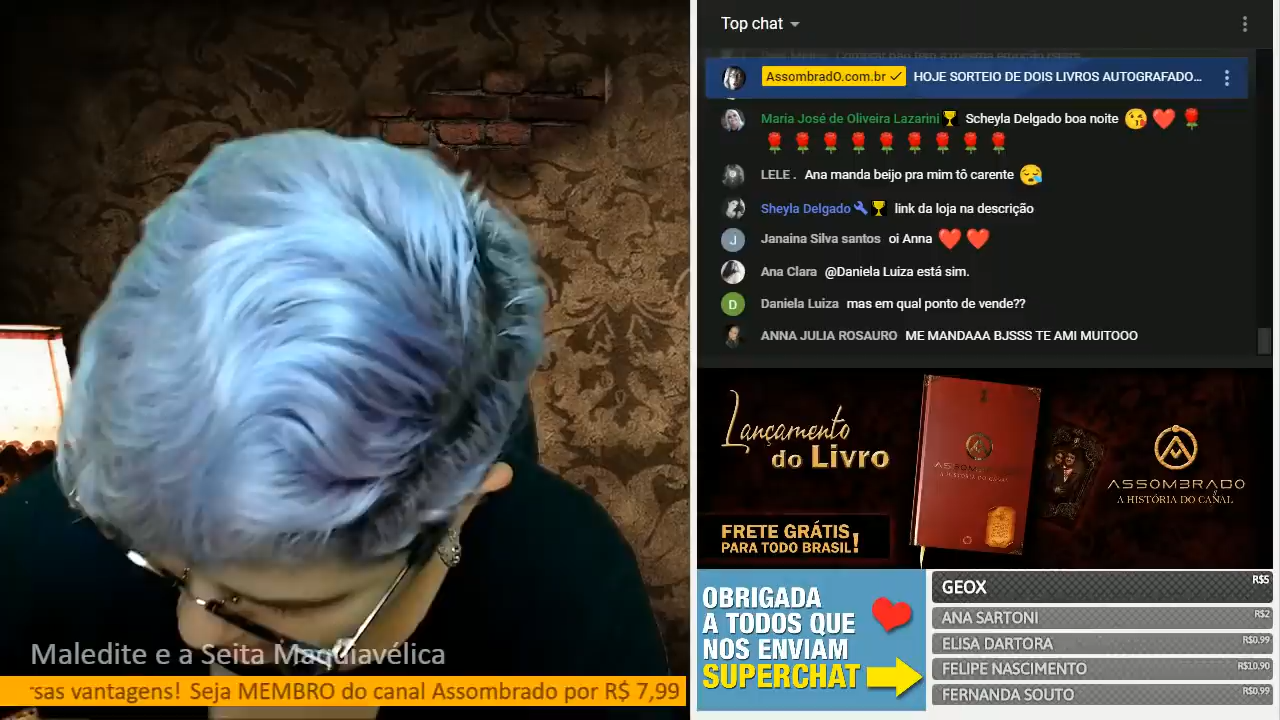 Top chat
AssombradO.com.br HOJE SORTEIO DE DOIS LIVROS AUTOGRAFADO...
Maria José de Oliveira Lazarini Scheyla Delgado boa noite
LELE . Ana manda beijo pra mim tô carente
Sheyla Delgado link da loja na descrição
J Janaina Silva santos oi Anna
Ana Clara @Daniela Luiza está sim.
D Daniela Luiza mas em qual ponto de vende??
ANNA JULIA ROSAURO ME MANDAAA BJSSS TE AMI MUITOOO
Lançamento
do Livro
FRETE GRÁTIS
PARA TODO BRASIL!
ASSOMBRADO
A HISTÓRIA DO CANAL
ASSOMBRADO
A HISTÓRIA DO CANAL
OBRIGADA
A TODOS QUE
NOS ENVIAM
SUPERCHAT
GEOX R$5
ANA SARTONI R$2
ELISA DARTORA R$0.99
FELIPE NASCIMENTO R$10,90
FERNANDA SOUTO R$0.99
Maledite e a Seita Maquiavélica
sas vantagens! Seja MEMBRO do canal Assombrado por R$ 7,99